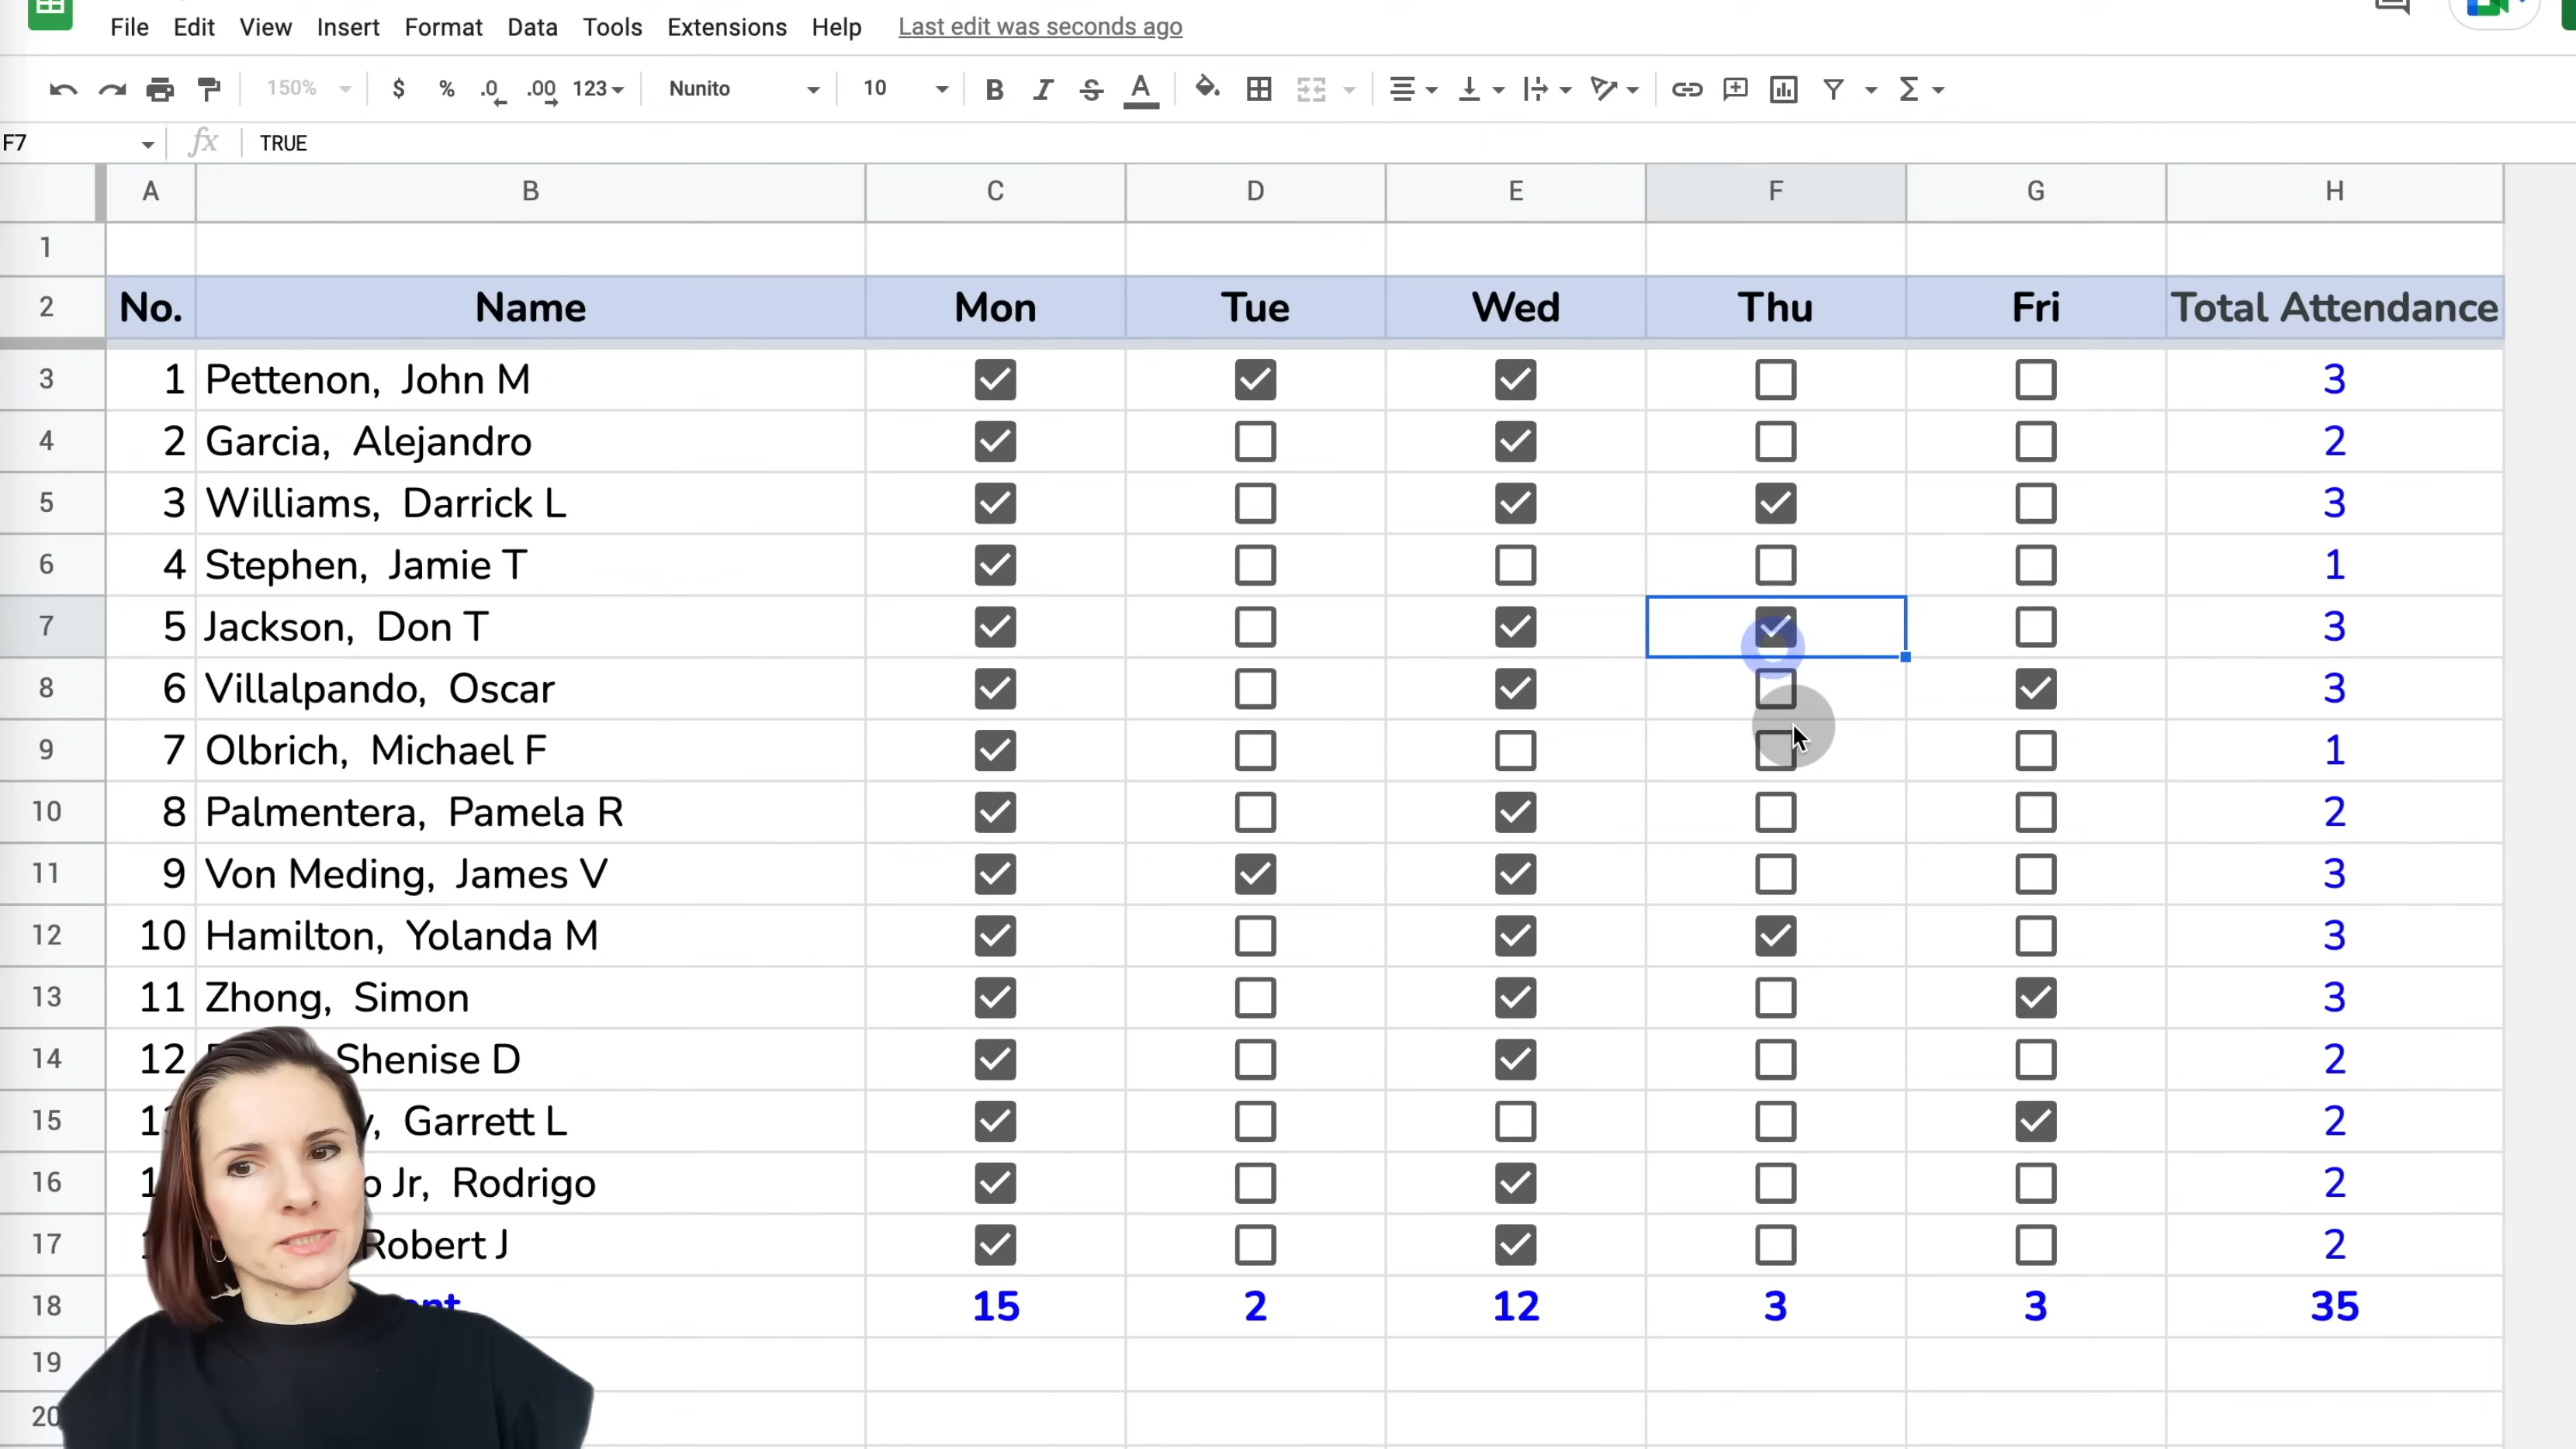 File Edit View Insert Format Data Tools Extensions Help Last edit was seconds ago
150% $ % .0 .00 123 Nunito 10 B I S A Σ
F7 fx TRUE
A B C D E F G H
1
2 No. Name Mon Tue Wed Thu Fri Total Attendance
3 1 Pettenon, John M 3
4 2 Garcia, Alejandro 2
5 3 Williams, Darrick L 3
6 4 Stephen, Jamie T 1
7 5 Jackson, Don T 3
8 6 Villalpando, Oscar 3
9 7 Olbrich, Michael F 1
10 8 Palmentera, Pamela R 2
11 9 Von Meding, James V 3
12 10 Hamilton, Yolanda M 3
13 11 Zhong, Simon 3
14 12 Shenise D 2
15 Garrett L 2
16 Jr, Rodrigo 2
17 Robert J 2
18 15 2 12 3 3 35
19
20